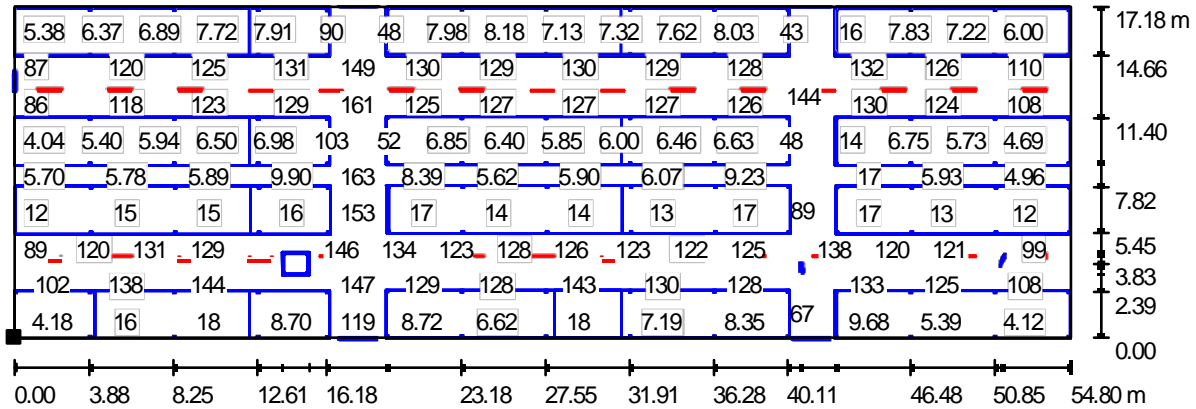 5.38 6.37 6.89 7.72 7.91 90 48 7.98 8.18 7.13 7.32 7.62 8.03 43 16 7.83 7.22 6.00 17.18 m
87 120 125 131 149 130 129 130 129 128 132 126 110 14.66
86 118 123 129 161 125 127 127 127 126 144 130 124 108
4.04 5.40 5.94 6.50 6.98 103 52 6.85 6.40 5.85 6.00 6.46 6.63 48 14 6.75 5.73 4.69 11.40
5.70 5.78 5.89 9.90 163 8.39 5.62 5.90 6.07 9.23 17 5.93 4.96
12 15 15 16 153 17 14 14 13 17 89 17 13 12 7.82
89 120 131 129 146 134 123 128 126 123 122 125 138 120 121 99 5.45
102 138 144 147 129 128 143 130 128 133 125 108 3.83
2.39
4.18 16 18 8.70 119 8.72 6.62 18 7.19 8.35 67 9.68 5.39 4.12
0.00
0.00 3.88 8.25 12.61 16.18 23.18 27.55 31.91 36.28 40.11 46.48 50.85 54.80 m